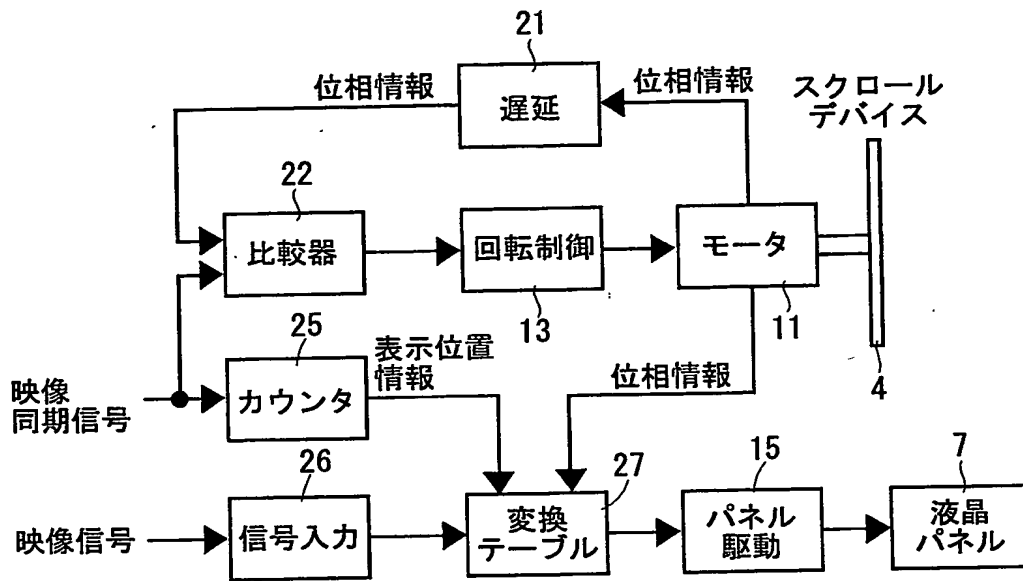 21
位相情報
遅延
位相情報
スクロール
デバイス
22
比較器
回転制御
モータ
13
11
4
25
表示位置
情報
位相情報
映像
同期信号
カウンタ
26
27
15
7
映像信号
信号入力
変換
テーブル
パネル
駆動
液晶
パネル